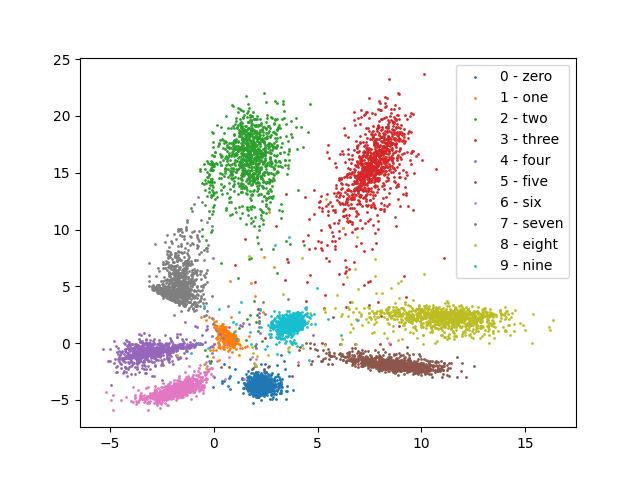 25
20
15
10
5
0
−5
−5
0
5
10
15
0 - zero
1 - one
2 - two
3 - three
4 - four
5 - five
6 - six
7 - seven
8 - eight
9 - nine